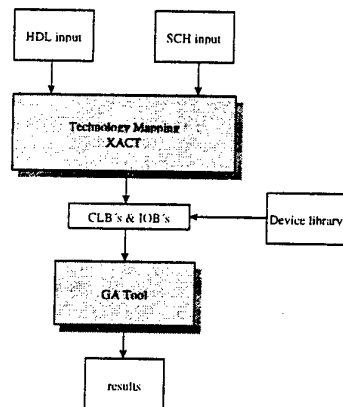 HDL input
SCH input
Technology Mapping
XACT
CLB's & IOB's
Device library
GA Tool
results